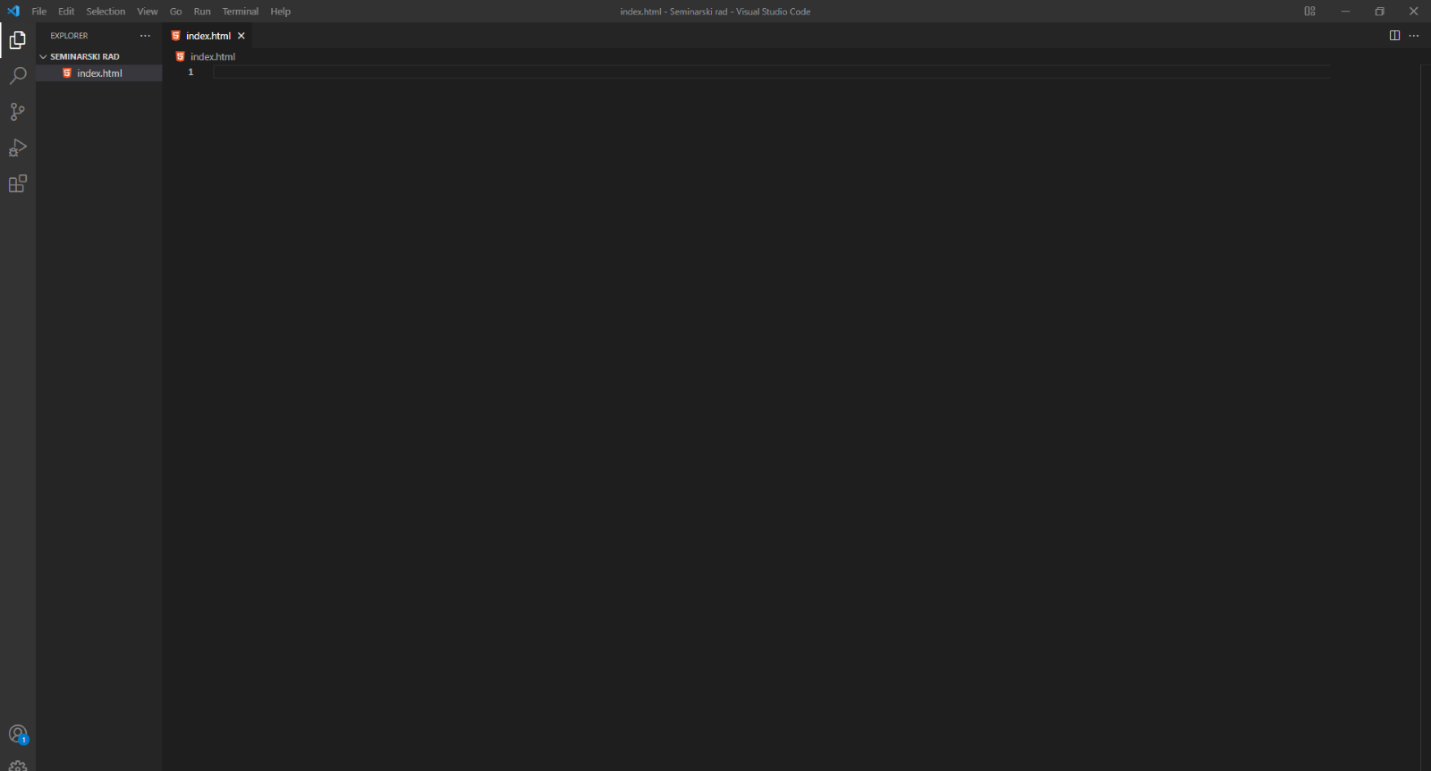 File Edit Selection View Go Run Terminal Help
index.html - Seminarski rad - Visual Studio Code
EXPLORER
SEMINARSKI RAD
index.html
index.html
index.html
1
1